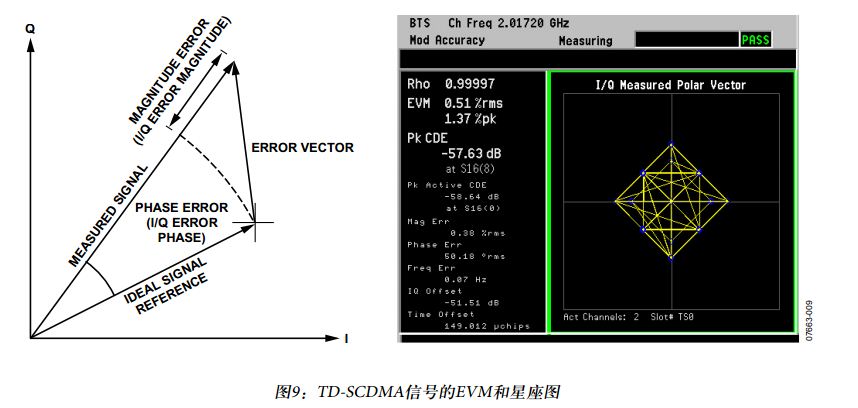 Q
MAGNITUDE ERROR
(I/Q ERROR MAGNITUDE)
MEASURED SIGNAL
ERROR VECTOR
PHASE ERROR
(I/Q ERROR
PHASE)
IDEAL SIGNAL
REFERENCE
I
BTS Ch Freq 2.01720 GHz
Mod Accuracy Measuring PASS
Rho 0.99997
EVM 0.51 %rms
1.37 %pk
Pk CDE
-57.63 dB
at S16(8)
Pk Active CDE
-58.64 dB
at S16(0)
Mag Err
0.38 %rms
Phase Err
50.18 °rms
Freq Err
0.07 Hz
IQ Offset
-51.51 dB
Time Offset
149.012 µchips
I/Q Measured Polar Vector
Act Channels: 2 Slot# TS0
07663-009
图9：TD-SCDMA信号的EVM和星座图